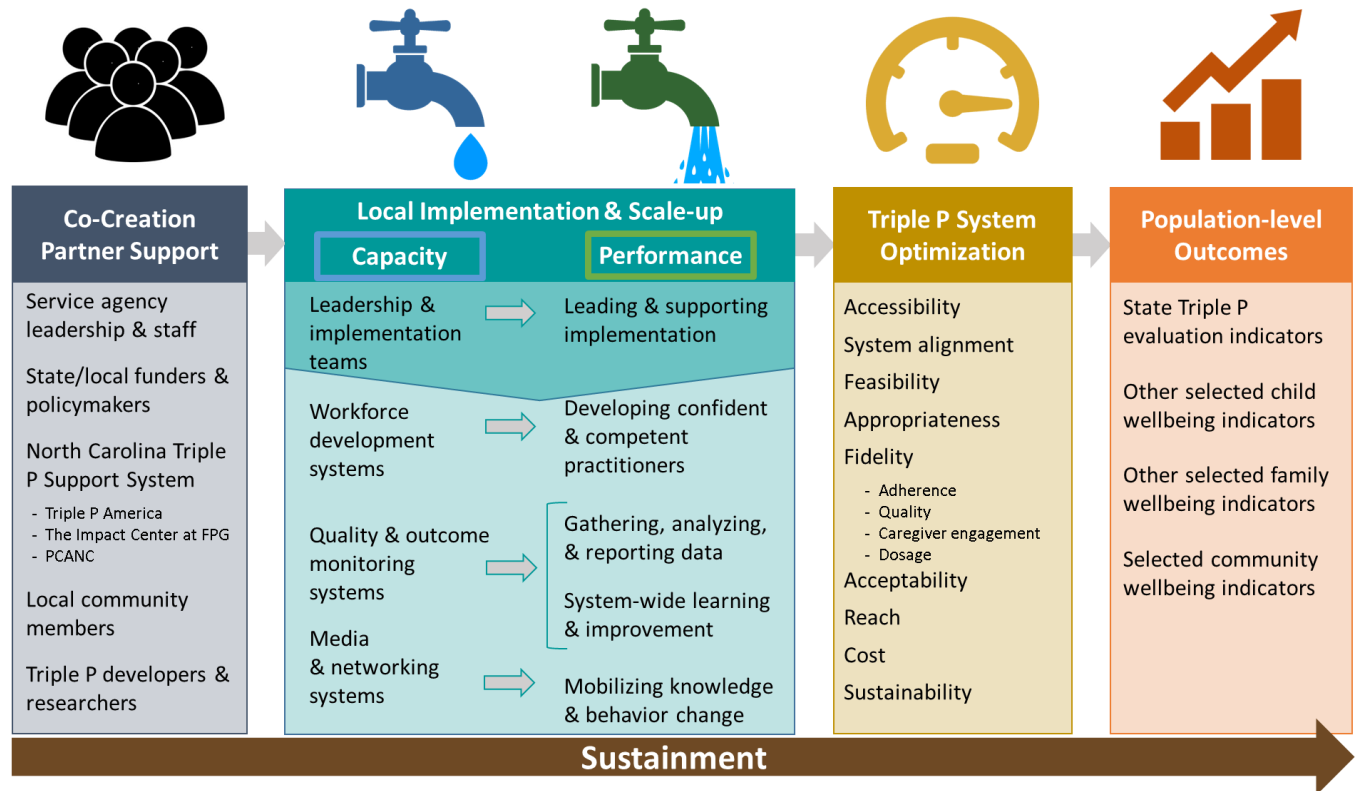 Co-Creation
Partner Support
Service agency
leadership & staff
State/local funders &
policymakers
North Carolina Triple
P Support System
- Triple P America
- The Impact Center at FPG
- PCANC
Local community
members
Triple P developers &
researchers
Local Implementation & Scale-up
Capacity
Performance
Leadership &
implementation
teams
Leading & supporting
implementation
Workforce
development
systems
Developing confident
& competent
practitioners
Quality & outcome
monitoring
systems
Gathering, analyzing,
& reporting data
System-wide learning
& improvement
Media
& networking
systems
Mobilizing knowledge
& behavior change
Triple P System
Optimization
Accessibility
System alignment
Feasibility
Appropriateness
Fidelity
- Adherence
- Quality
- Caregiver engagement
- Dosage
Acceptability
Reach
Cost
Sustainability
Population-level
Outcomes
State Triple P
evaluation indicators
Other selected child
wellbeing indicators
Other selected family
wellbeing indicators
Selected community
wellbeing indicators
Sustainment